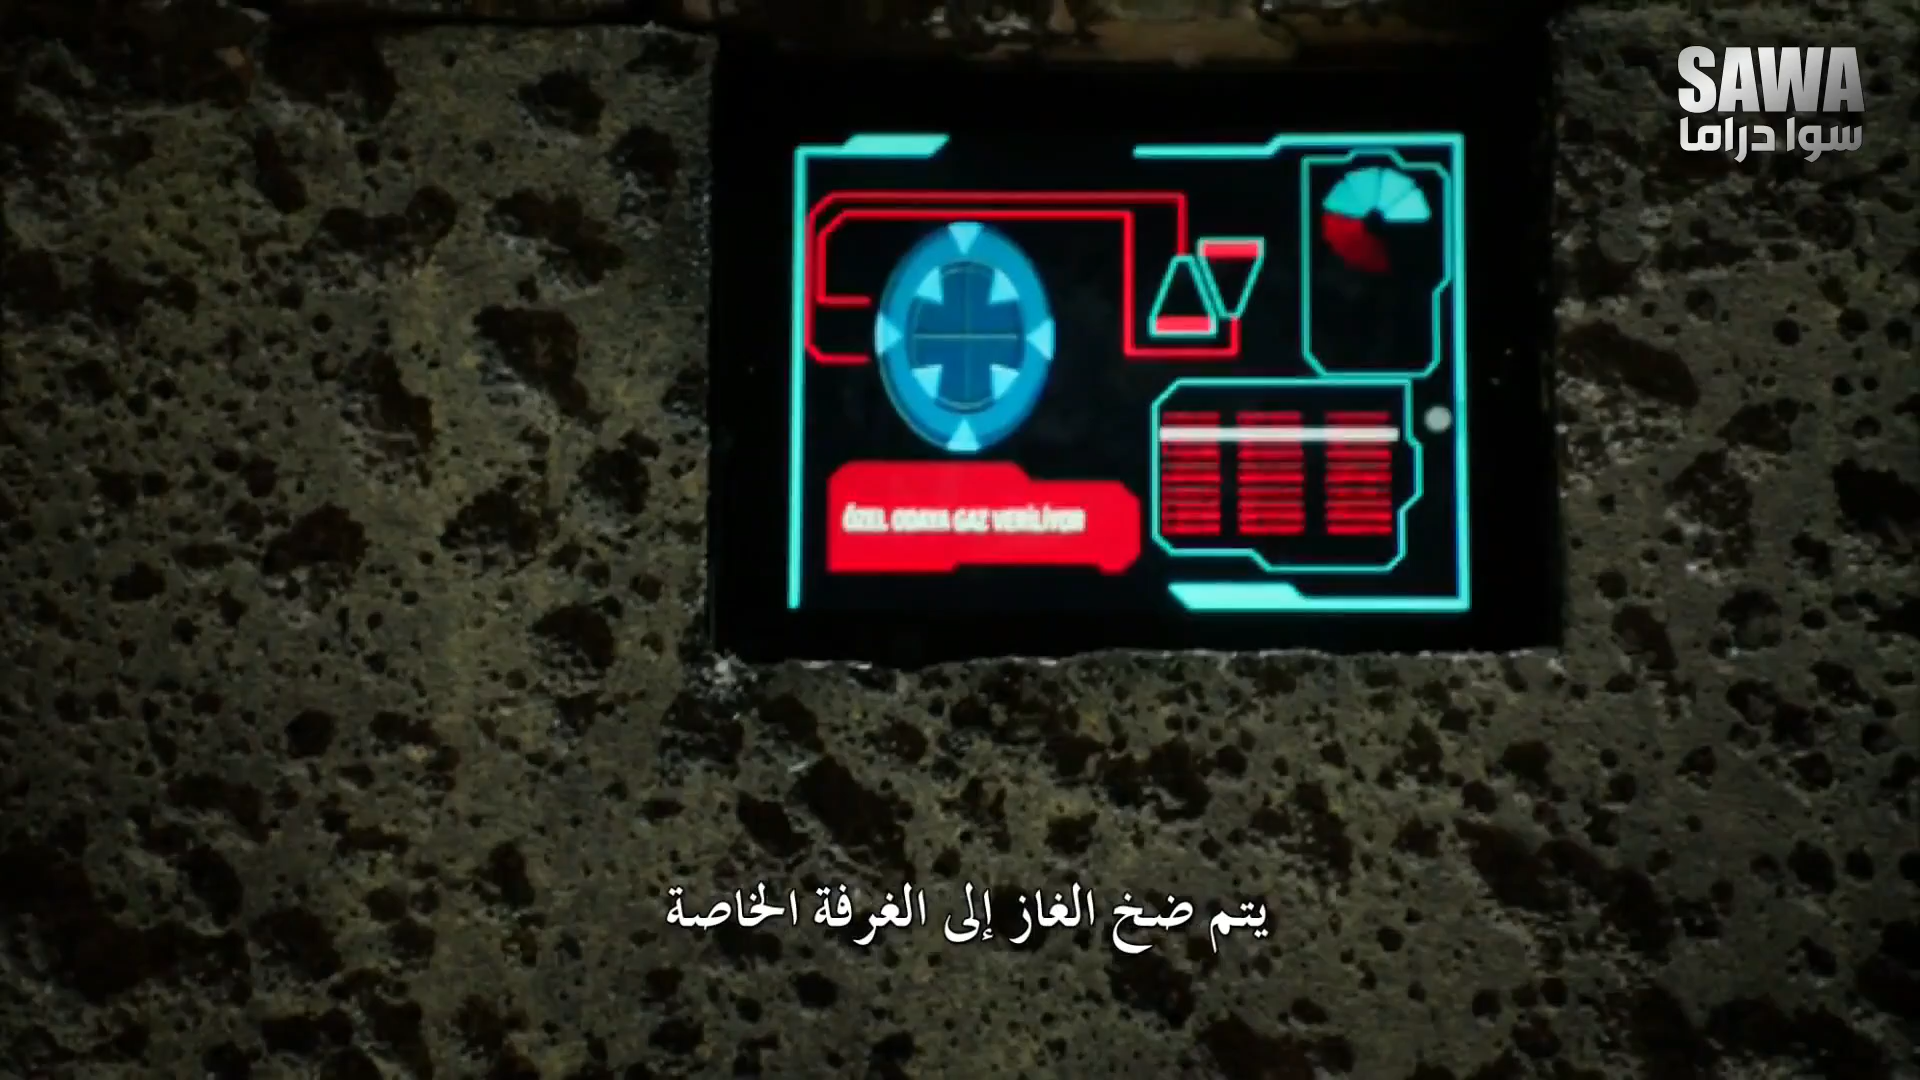 SAWA
سوا دراما
ÖZEL ODAYA GAZ VERİLİYOR
يتم ضخ الغاز إلى الغرفة الخاصة